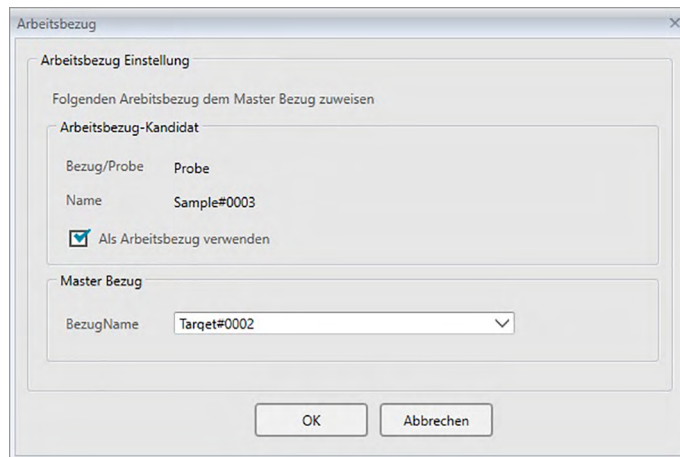 Arbeitsbezug
Arbeitsbezug Einstellung
Folgenden Arebitsbezug dem Master Bezug zuweisen
Arbeitsbezug-Kandidat
Bezug/Probe Probe
Name Sample#0003
Als Arbeitsbezug verwenden
Master Bezug
BezugName Target#0002
OK Abbrechen